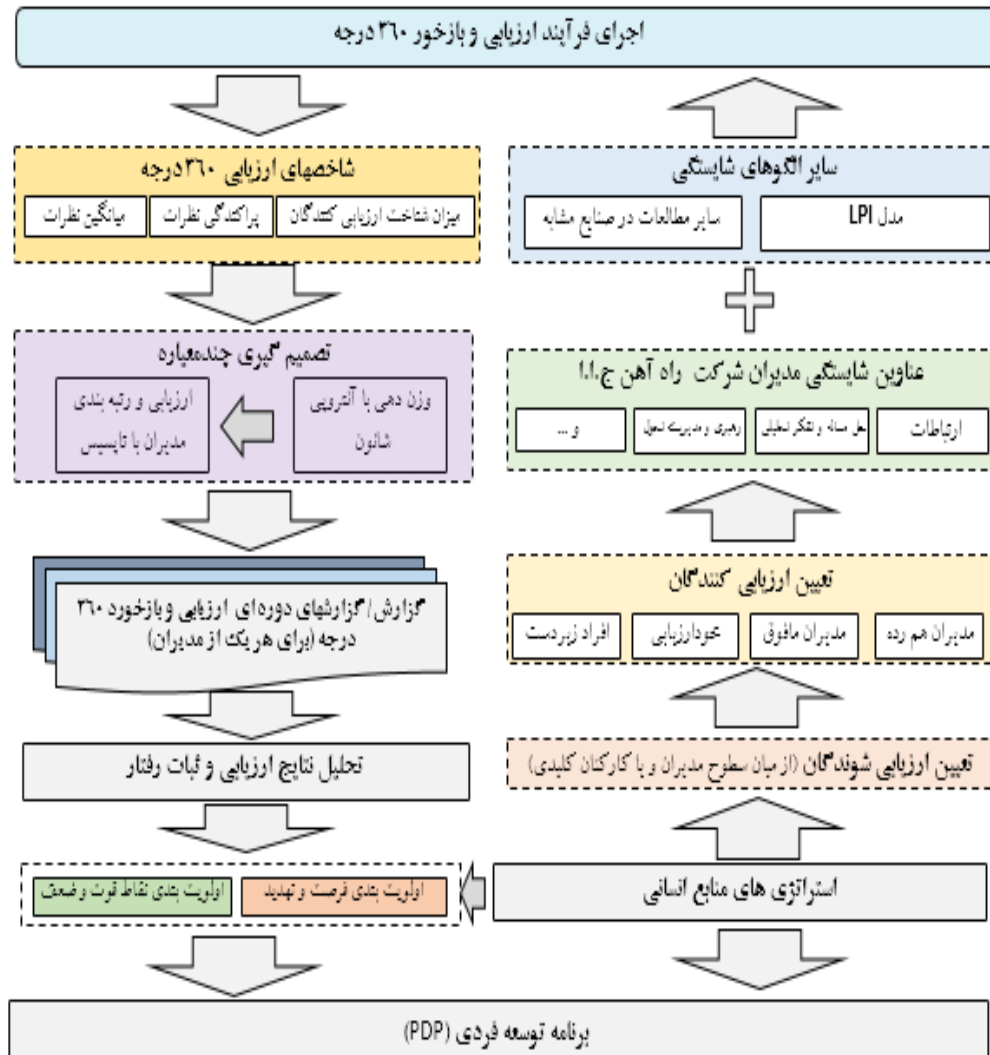 اجرای فرآیند ارزیابی و بازخور ۳۶۰ درجه
سایر الگوهای شایستگی
مدل LPI
سایر مطالعات در صنایع مشابه
شاخصهای ارزیابی ۳۶۰ درجه
میزان شناخت ارزیابی کنندگان
پراکندگی نظرات
میانگین نظرات
عناوین شایستگی مدیران شرکت راه آهن ج.ا.ا
ارتباطات
حل مساله و تفکر تحلیلی
رهبری و مدیریت تحول
و ...
تصمیم گیری چندمعیاره
وزن دهی با آنتروپی
شانون
ارزیابی و رتبه بندی
مدیران با تاپسیس
تعیین ارزیابی کنندگان
مدیران هم رده
مدیران مافوق
خودارزیابی
افراد زیردست
گزارش/گزارشهای دوره ای ارزیابی و بازخورد ۳۶۰
درجه (برای هر یک از مدیران)
تعیین ارزیابی شوندگان (از میان سطوح مدیران و یا کارکنان کلیدی)
تحلیل نتایج ارزیابی و ثبات رفتار
استراتژی های منابع انسانی
اولویت بندی فرصت و تهدید
اولویت بندی نقاط قوت و ضعف
برنامه توسعه فردی (PDP)